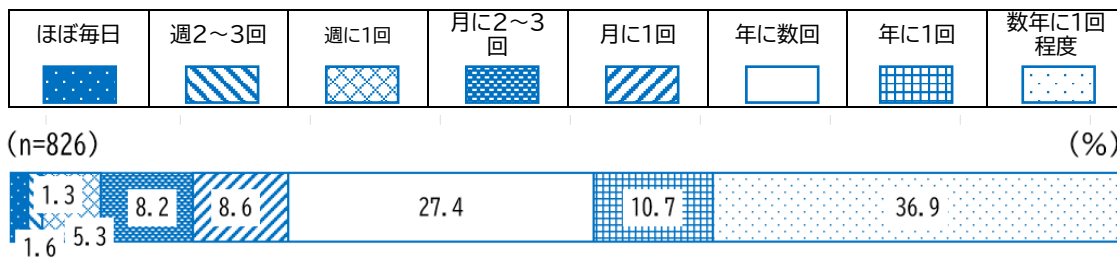 ほぼ毎日
週2～3回
週に1回
月に2～3
回
月に1回
年に数回
年に1回
数年に1回
程度
(n=826)
(%)
1.3
8.2
8.6
27.4
10.7
36.9
5.3
1.6